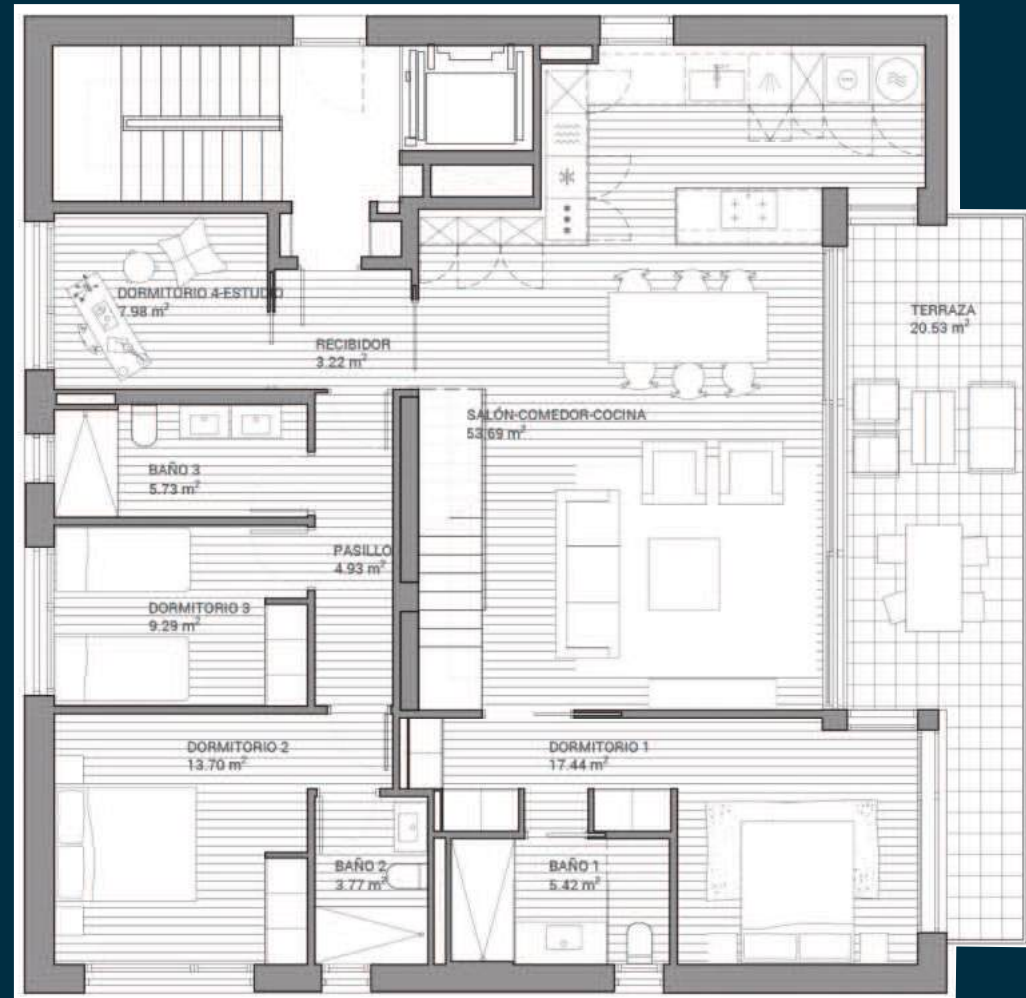 DORMITORIO 4-ESTUDIO
7.98 m²
TERRAZA
20.53 m²
RECIBIDOR
3.22 m²
SALÓN-COMEDOR-COCINA
53.69 m²
BAÑO 3
5.73 m²
PASILLO
4.93 m²
DORMITORIO 3
9.29 m²
DORMITORIO 2
13.70 m²
DORMITORIO 1
17.44 m²
BAÑO 2
3.77 m²
BAÑO 1
5.42 m²